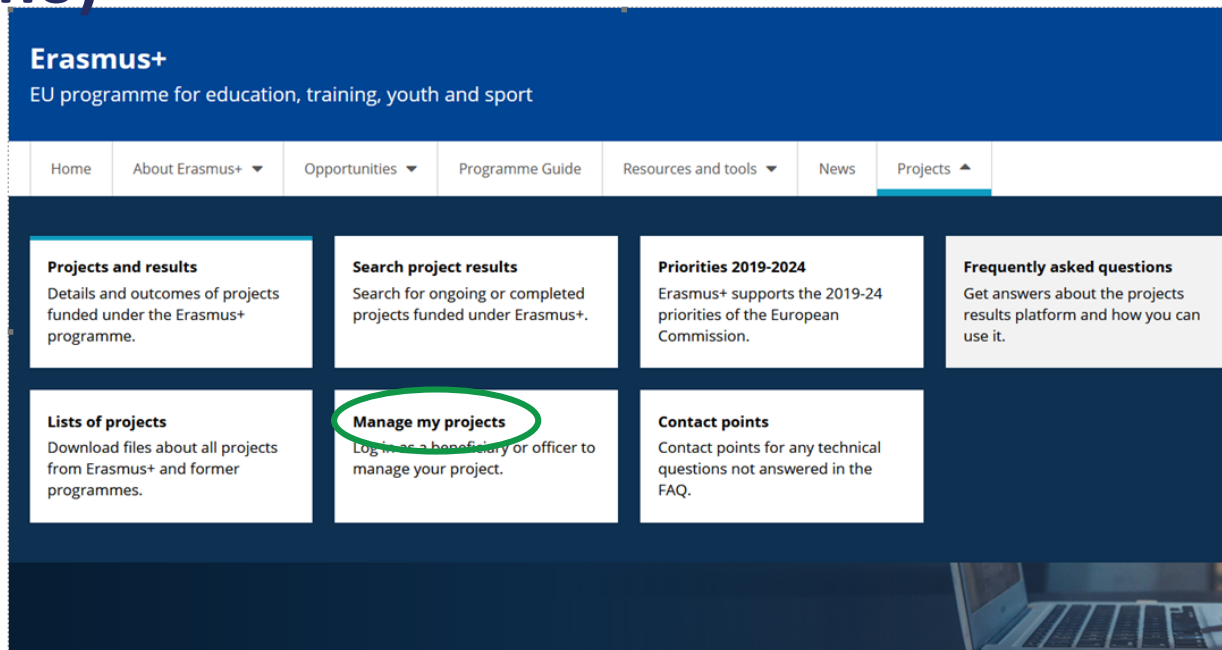 Erasmus+
EU programme for education, training, youth and sport
Home About Erasmus+ Opportunities Programme Guide Resources and tools News Projects
Projects and results
Details and outcomes of projects
funded under the Erasmus+
programme.
Search project results
Search for ongoing or completed
projects funded under Erasmus+.
Priorities 2019-2024
Erasmus+ supports the 2019-24
priorities of the European
Commission.
Frequently asked questions
Get answers about the projects
results platform and how you can
use it.
Lists of projects
Download files about all projects
from Erasmus+ and former
programmes.
Manage my projects
Log in as a beneficiary or officer to
manage your project.
Contact points
Contact points for any technical
questions not answered in the
FAQ.